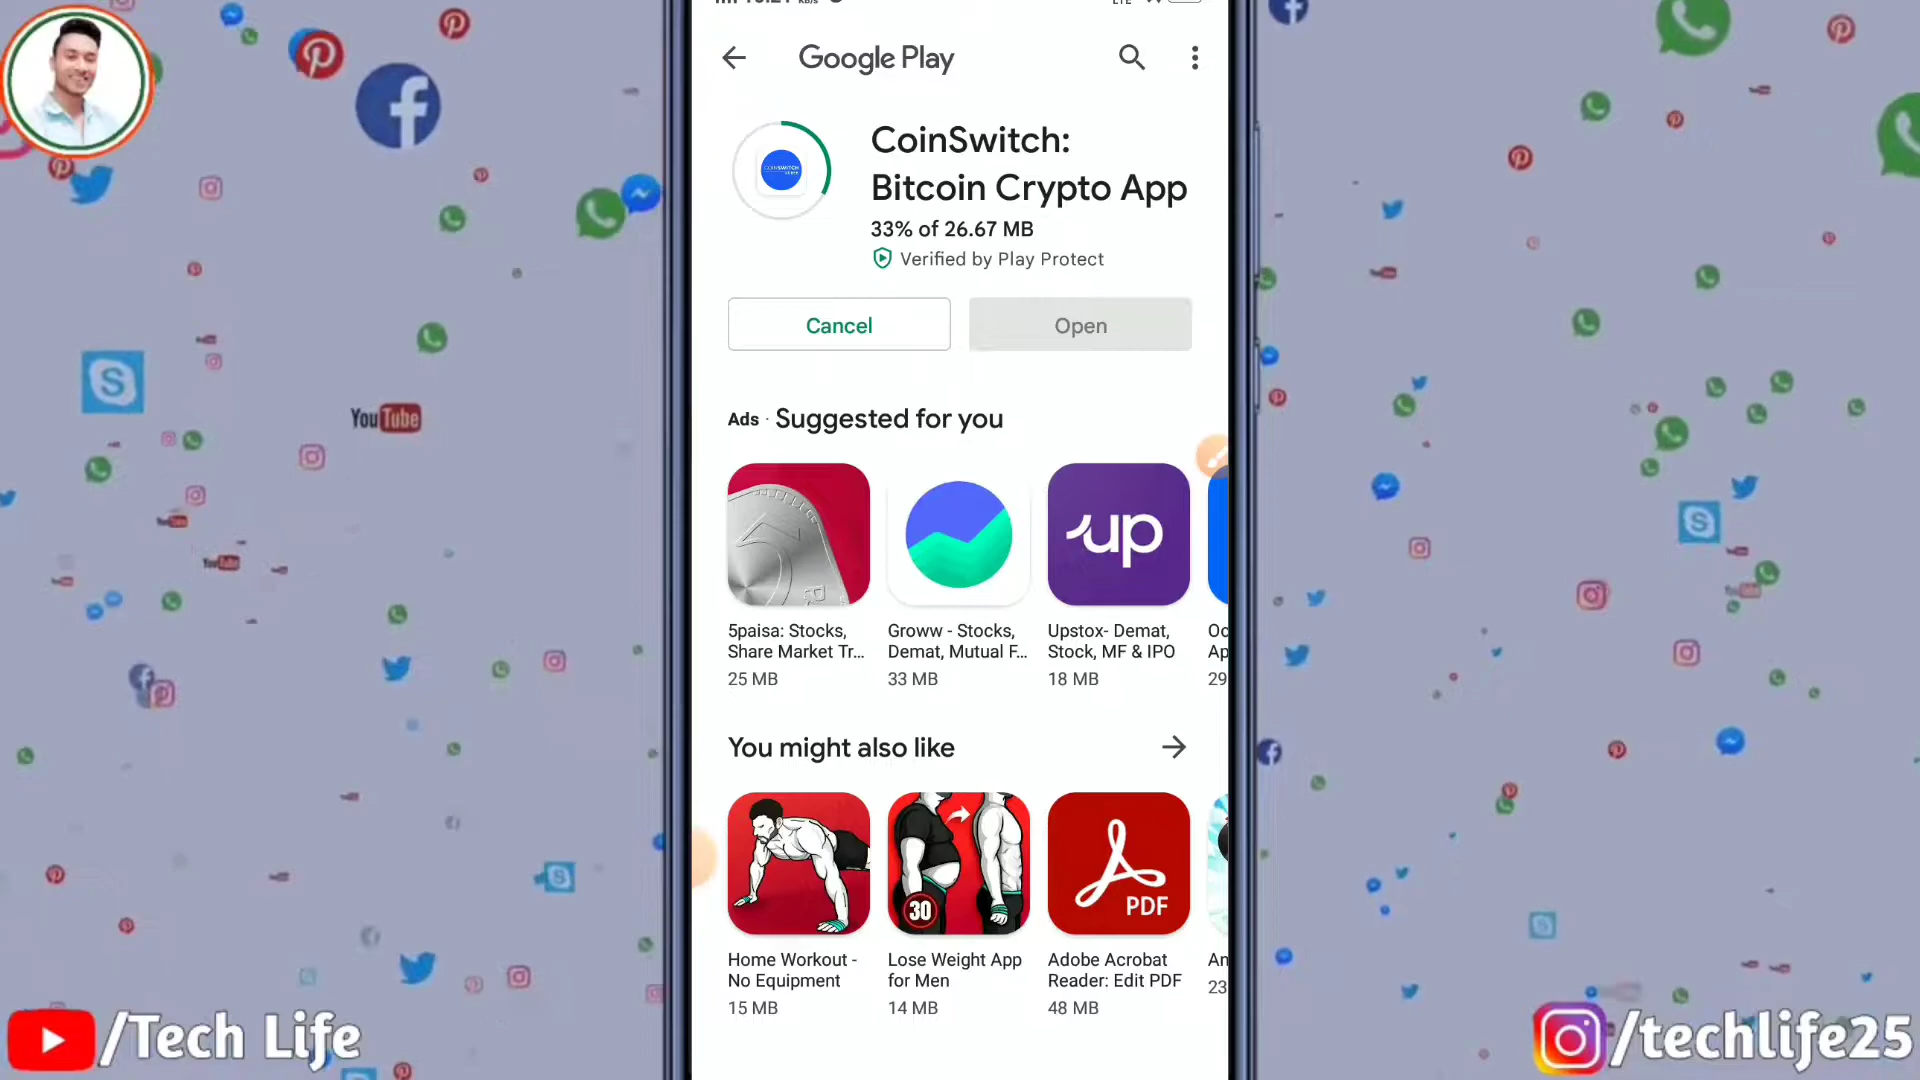 Google Play
CoinSwitch:
Bitcoin Crypto App
33% of 26.67 MB
Verified by Play Protect
Cancel
Open
Ads · Suggested for you
up
5paisa: Stocks,
Share Market Tr...
25 MB
Groww - Stocks,
Demat, Mutual F...
33 MB
Upstox- Demat,
Stock, MF & IPO
18 MB
29
You might also like
30
PDF
Home Workout -
No Equipment
15 MB
Lose Weight App
for Men
14 MB
Adobe Acrobat
Reader: Edit PDF
48 MB
An
23
YouTube
/Tech Life
/techlife25